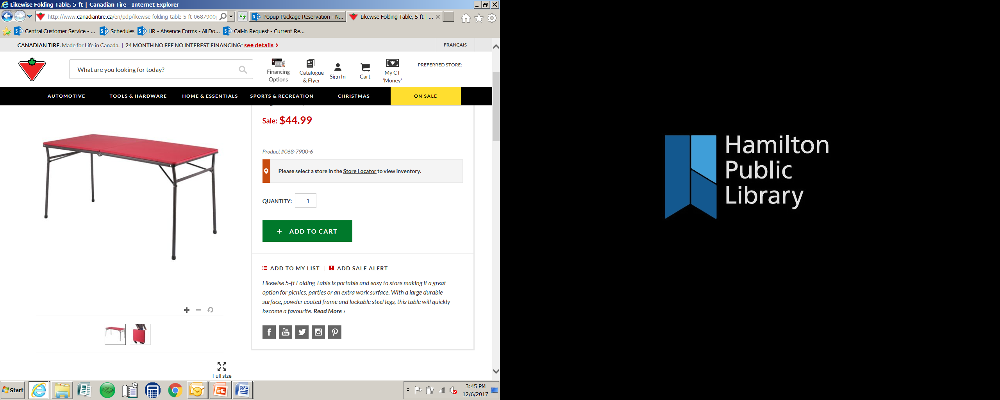 Likewise Folding Table, 5-ft | Canadian Tire - Internet Explorer
http://www.canadiantire.ca/en/pdp/likewise-folding-table-5-ft-0687900
Popup Package Reservation - N...
Likewise Folding Table, 5-ft | ...
Central Customer Service - ...
Schedules
HR - Absence Forms - All Do...
Call-in Request - Current Re...
CANADIAN TIRE. Made for Life in Canada. | 24 MONTH NO FEE NO INTEREST FINANCING* see details
FRANÇAIS
What are you looking for today?
Financing
Options
Catalogue
& Flyer
Sign In
Cart
My CT
'Money'
PREFERRED STORE:
AUTOMOTIVE
TOOLS & HARDWARE
HOME & ESSENTIALS
SPORTS & RECREATION
CHRISTMAS
ON SALE
Sale: $44.99
Product #068-7900-6
Please select a store in the Store Locator to view inventory.
QUANTITY: 1
+ ADD TO CART
ADD TO MY LIST
ADD SALE ALERT
Likewise 5-ft Folding Table is portable and easy to store making it a great
option for picnics, parties or an extra work surface. With a large durable
surface, powder coated frame and lockable steel legs, this table will quickly
become a favourite. Read More ›
You
Tube
Full size
Start
3:45 PM
12/6/2017
Hamilton
Public
Library